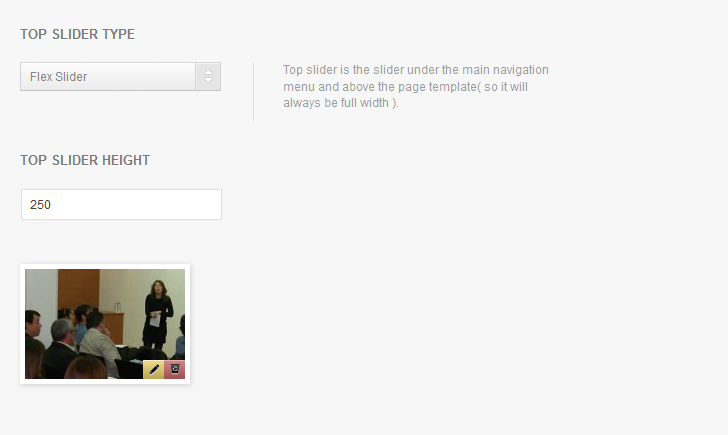 TOP SLIDER TYPE
Flex Slider
Top slider is the slider under the main navigation
menu and above the page template( so it will
always be full width ).
TOP SLIDER HEIGHT
250